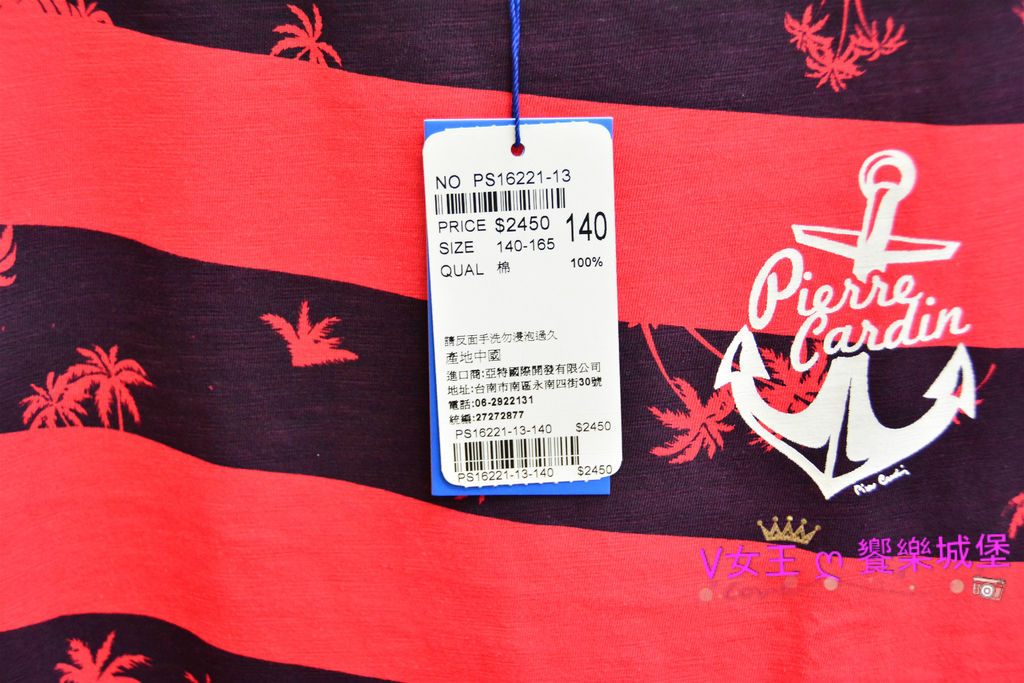 NO PS16221-13
PRICE $2450 140
SIZE 140-165
QUAL 棉 100%
請反面手洗勿浸泡過久
產地中國
進口商:亞特國際開發有限公司
地址:台南市南區永南四街30號
電話:06-2922131
統編:27272877
PS16221-13-140 $2450
PS16221-13-140 $2450
Pierre
Cardin
V女王 ღ 饗樂城堡